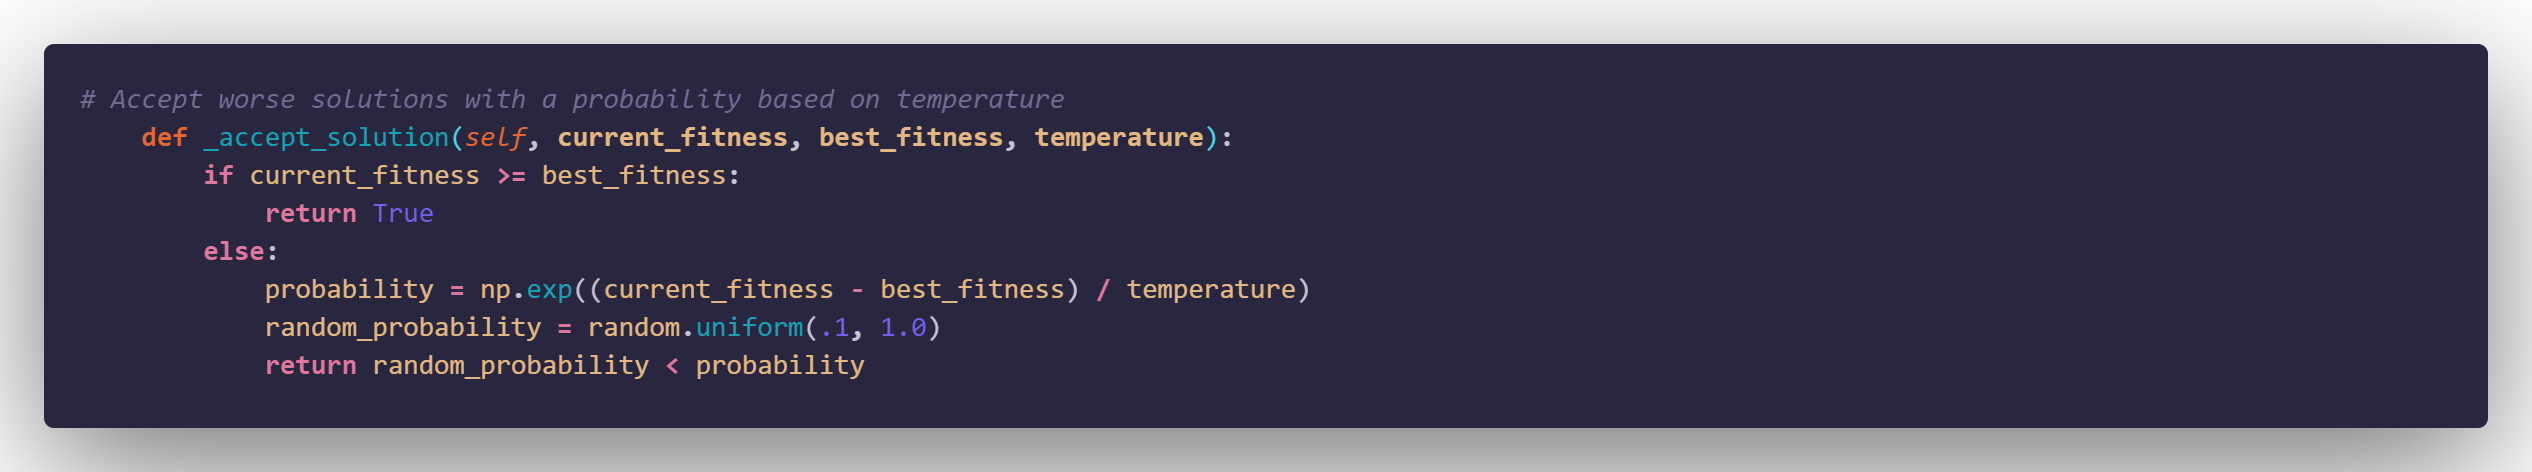 # Accept worse solutions with a probability based on temperature
    def _accept_solution(self, current_fitness, best_fitness, temperature):
        if current_fitness >= best_fitness:
            return True
        else:
            probability = np.exp((current_fitness - best_fitness) / temperature)
            random_probability = random.uniform(.1, 1.0)
            return random_probability < probability